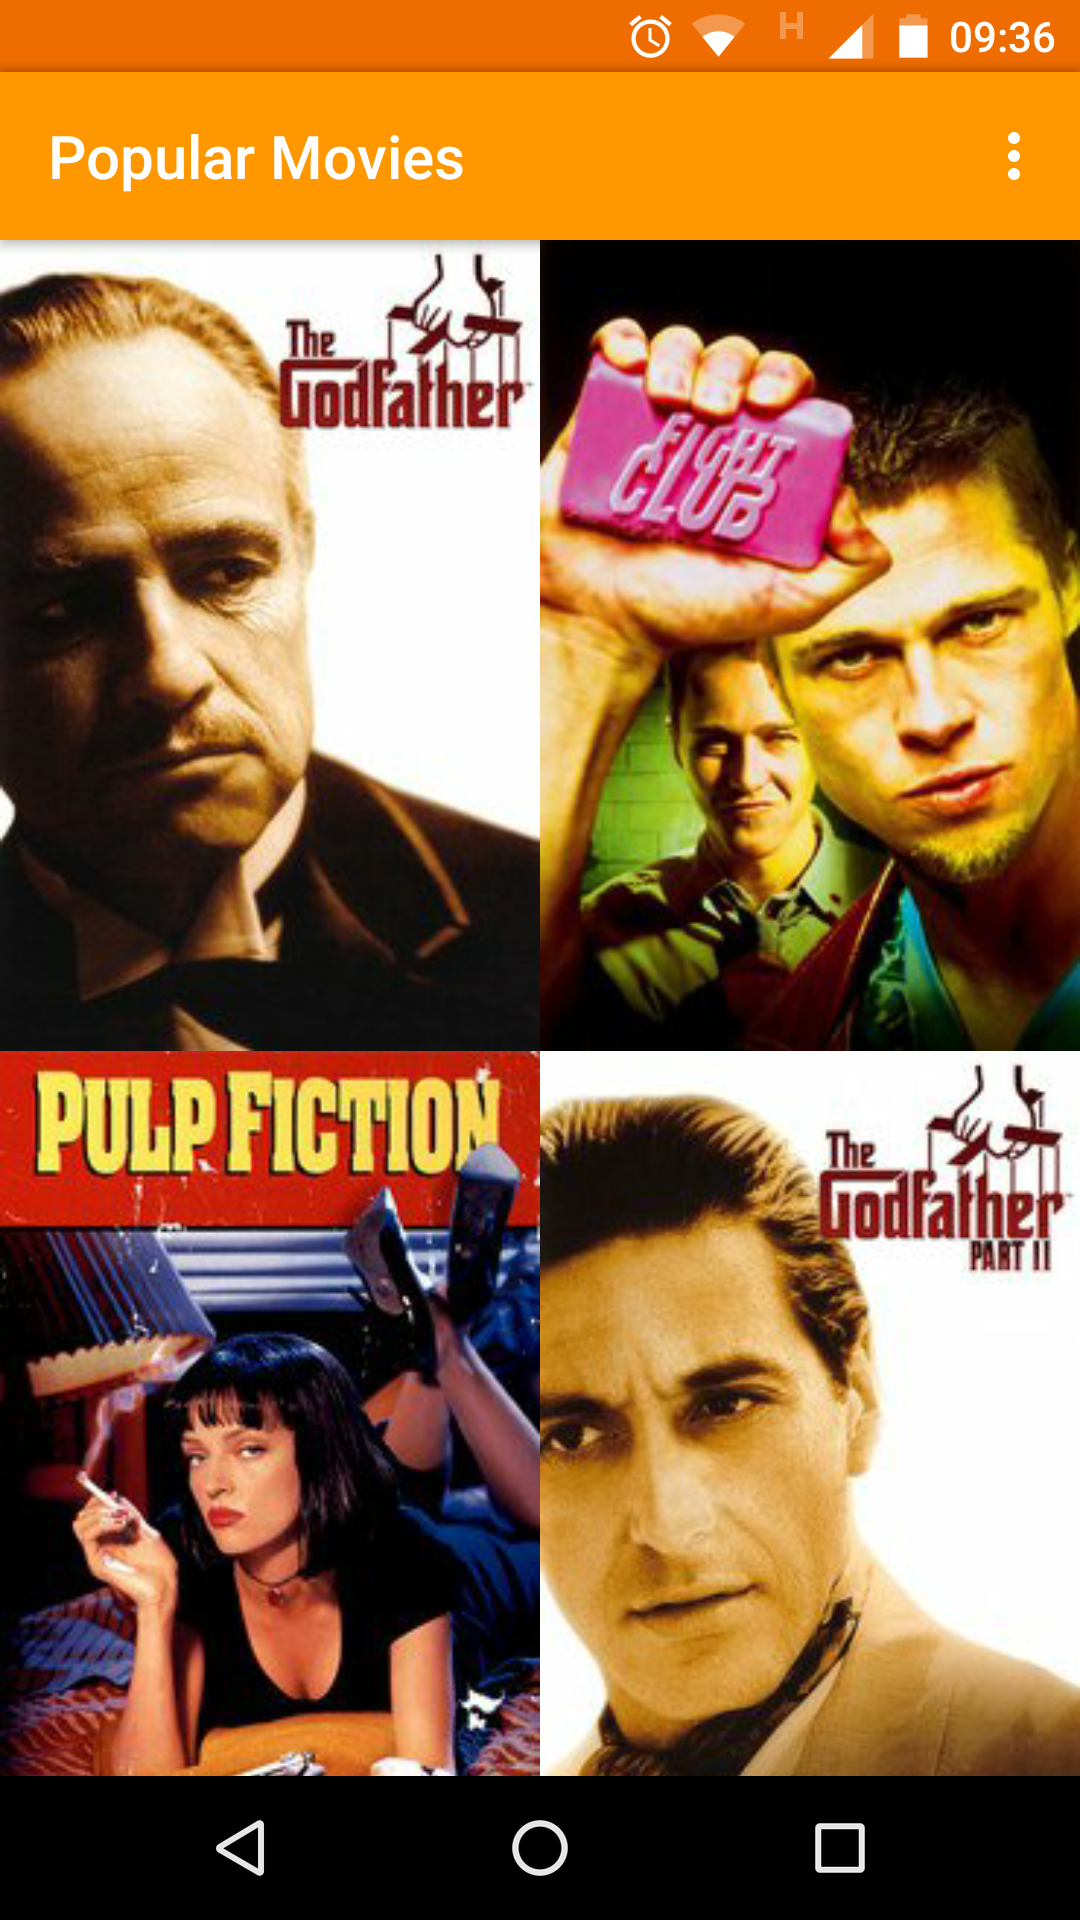 H 09:36
Popular Movies
The
Godfather
FIGHT
CLUB
PULP FICTION
The
Godfather
PART II